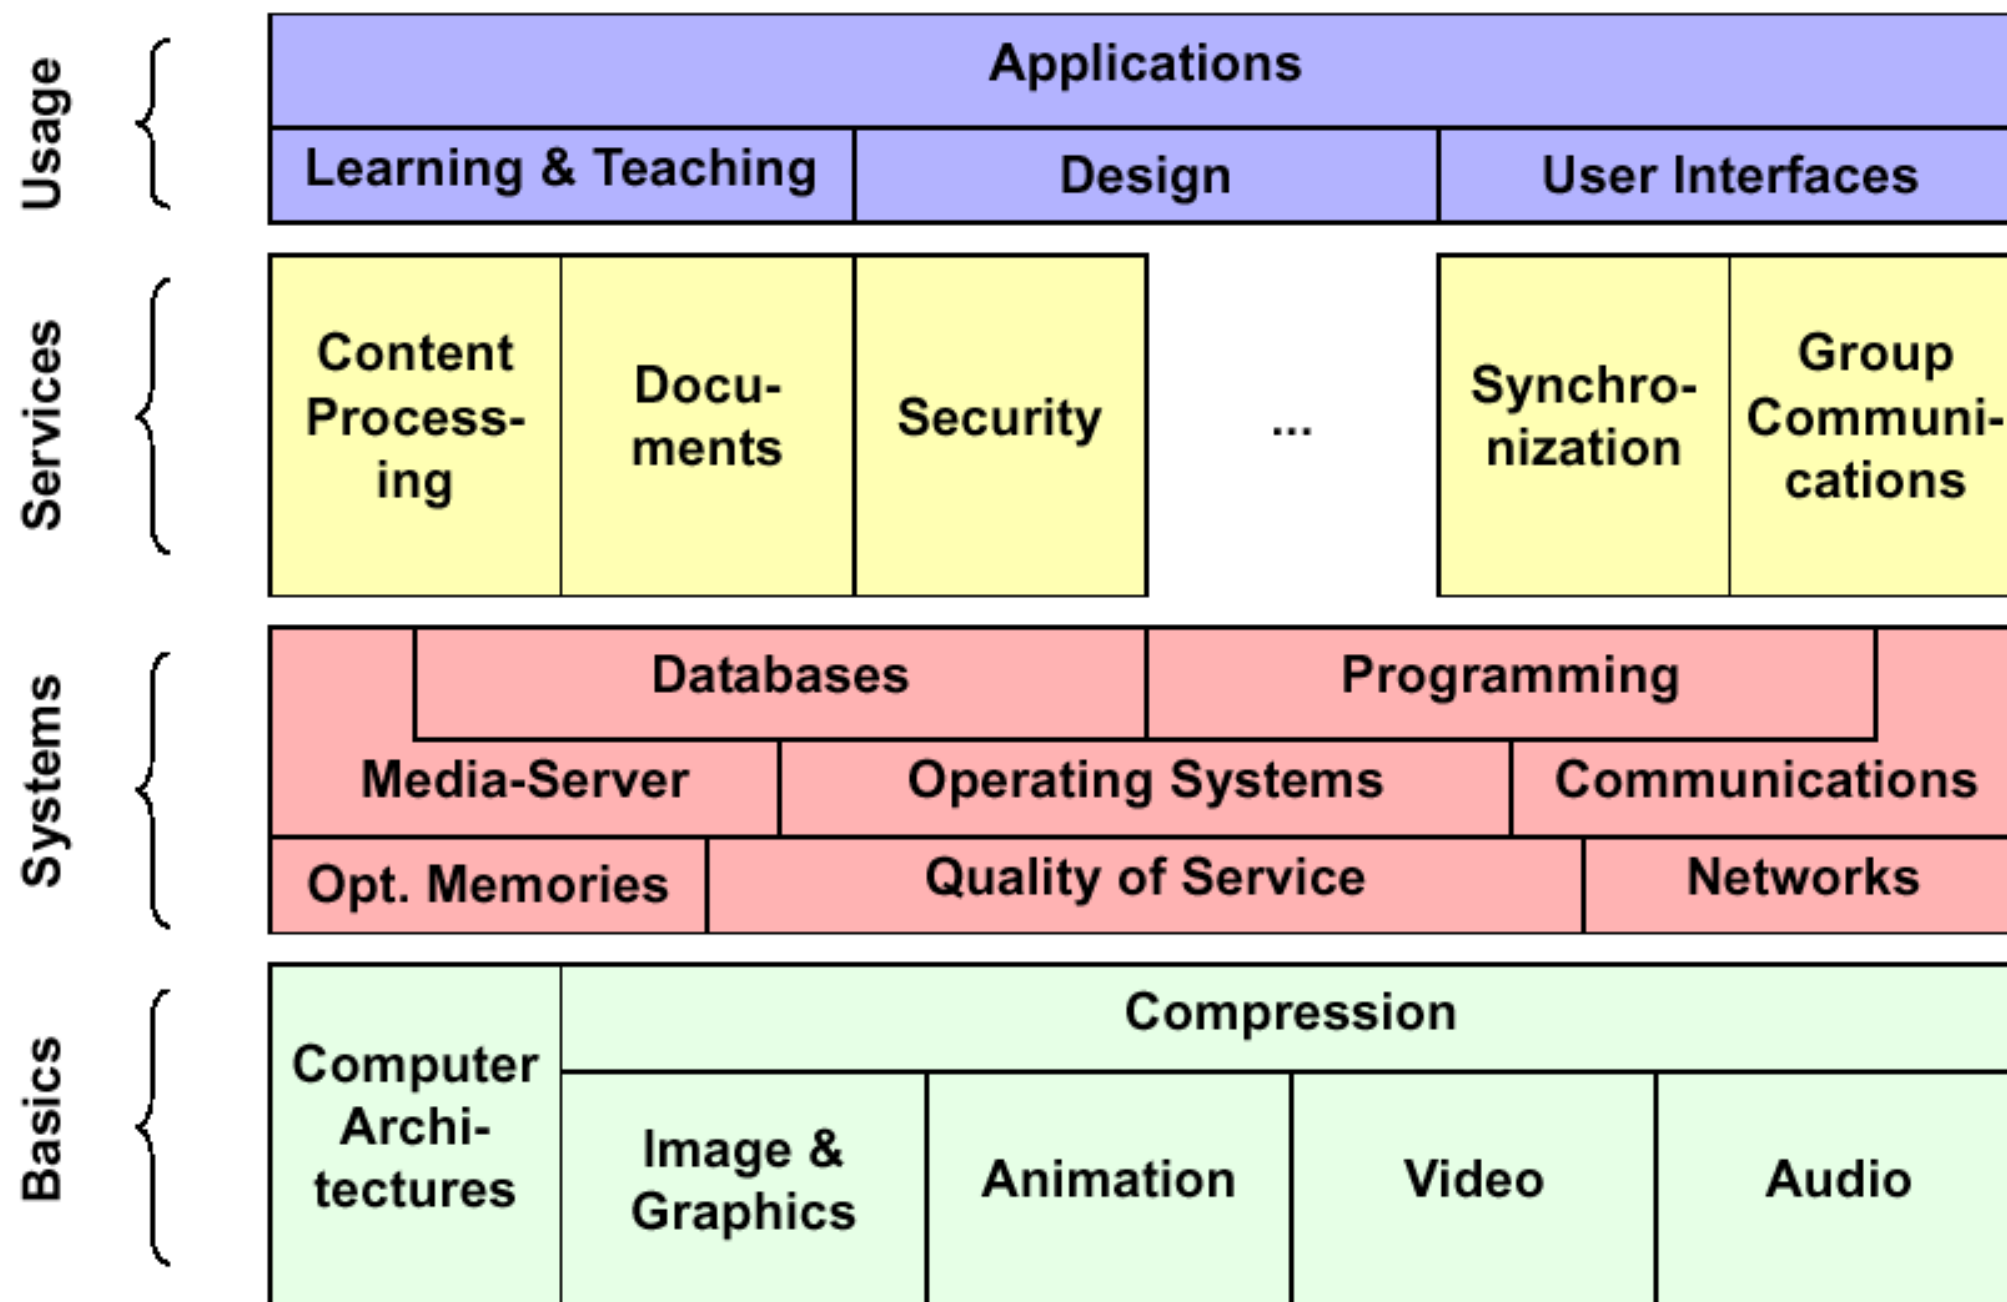 Usage
Applications
Learning & Teaching
Design
User Interfaces
Services
Content
Process-
ing
Docu-
ments
Security
...
Synchro-
nization
Group
Communi-
cations
Systems
Databases
Programming
Media-Server
Operating Systems
Communications
Opt. Memories
Quality of Service
Networks
Basics
Computer
Archi-
tectures
Compression
Image &
Graphics
Animation
Video
Audio